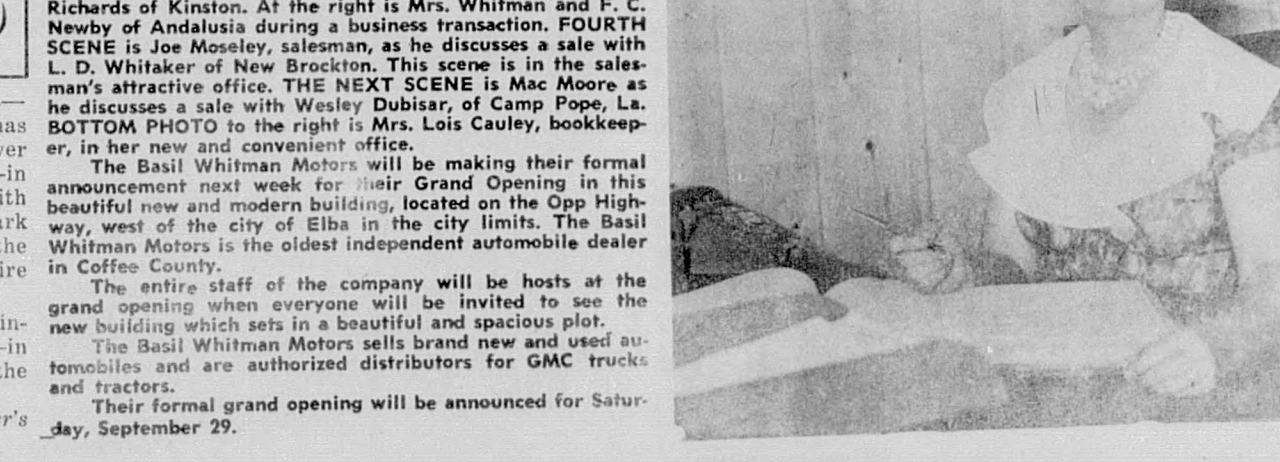 Richards of Kinston. At the right is Mrs. Whitman and F. C.
Newby of Andalusia during a business transaction. FOURTH
SCENE is Joe Moseley, salesman, as he discusses a sale with
L. D. Whitaker of New Brockton. This scene is in the sales-
man's attractive office. THE NEXT SCENE is Mac Moore as
he discusses a sale with Wesley Dubisar, of Camp Pope, La.
BOTTOM PHOTO to the right is Mrs. Lois Cauley, bookkeep-
er, in her new and convenient office.
The Basil Whitman Motors will be making their formal
announcement next week for their Grand Opening in this
beautiful new and modern building, located on the Opp High-
way, west of the city of Elba in the city limits. The Basil
Whitman Motors is the oldest independent automobile dealer
in Coffee County.
The entire staff of the company will be hosts at the
grand opening when everyone will be invited to see the
new building which sets in a beautiful and spacious plot.
The Basil Whitman Motors sells brand new and used au-
tomobiles and are authorized distributors for GMC trucks
and tractors.
Their formal grand opening will be announced for Satur-
day, September 29.